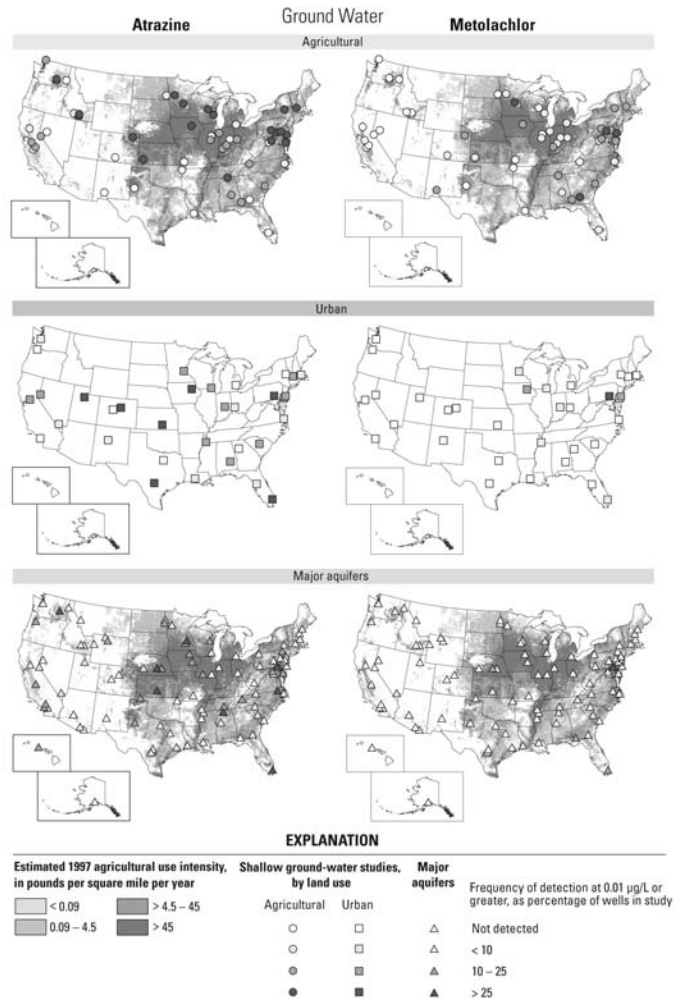 Ground Water
Atrazine
Metolachlor
Agricultural
Urban
Major aquifers
EXPLANATION
Estimated 1997 agricultural use intensity,
in pounds per square mile per year
< 0.09
> 4.5 – 45
0.09 – 4.5
> 45
Shallow ground-water studies,
by land use
Agricultural
Urban
Major
aquifers
Frequency of detection at 0.01 µg/L or
greater, as percentage of wells in study
Not detected
< 10
10 – 25
> 25